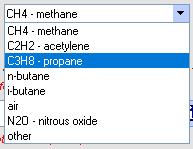 CH4 - methane
CH4 - methane
C2H2 - acetylene
C3H8 - propane
n-butane
i-butane
air
N2O - nitrous oxide
other